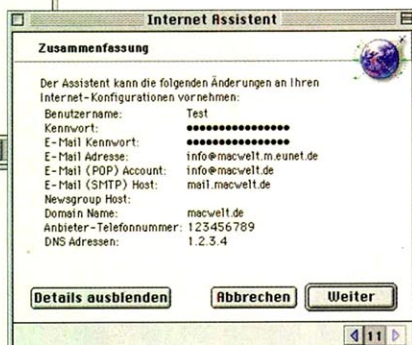 Internet Assistent
Zusammenfassung
Der Assistent kann die folgenden Änderungen an Ihren
Internet-Konfigurationen vornehmen:
Benutzername: Test
Kennwort: ●●●●●●●●●●●●●●●●
E-Mail Kennwort: ●●●●●●●●●●●●●●●●
E-Mail Adresse: info@macwelt.m.eunet.de
E-Mail (POP) Account: info@macwelt.de
E-Mail (SMTP) Host: mail.macwelt.de
Newsgroup Host:
Domain Name: macwelt.de
Anbieter-Telefonnummer: 123456789
DNS Adressen: 1.2.3.4
Details ausblenden Abbrechen Weiter
11